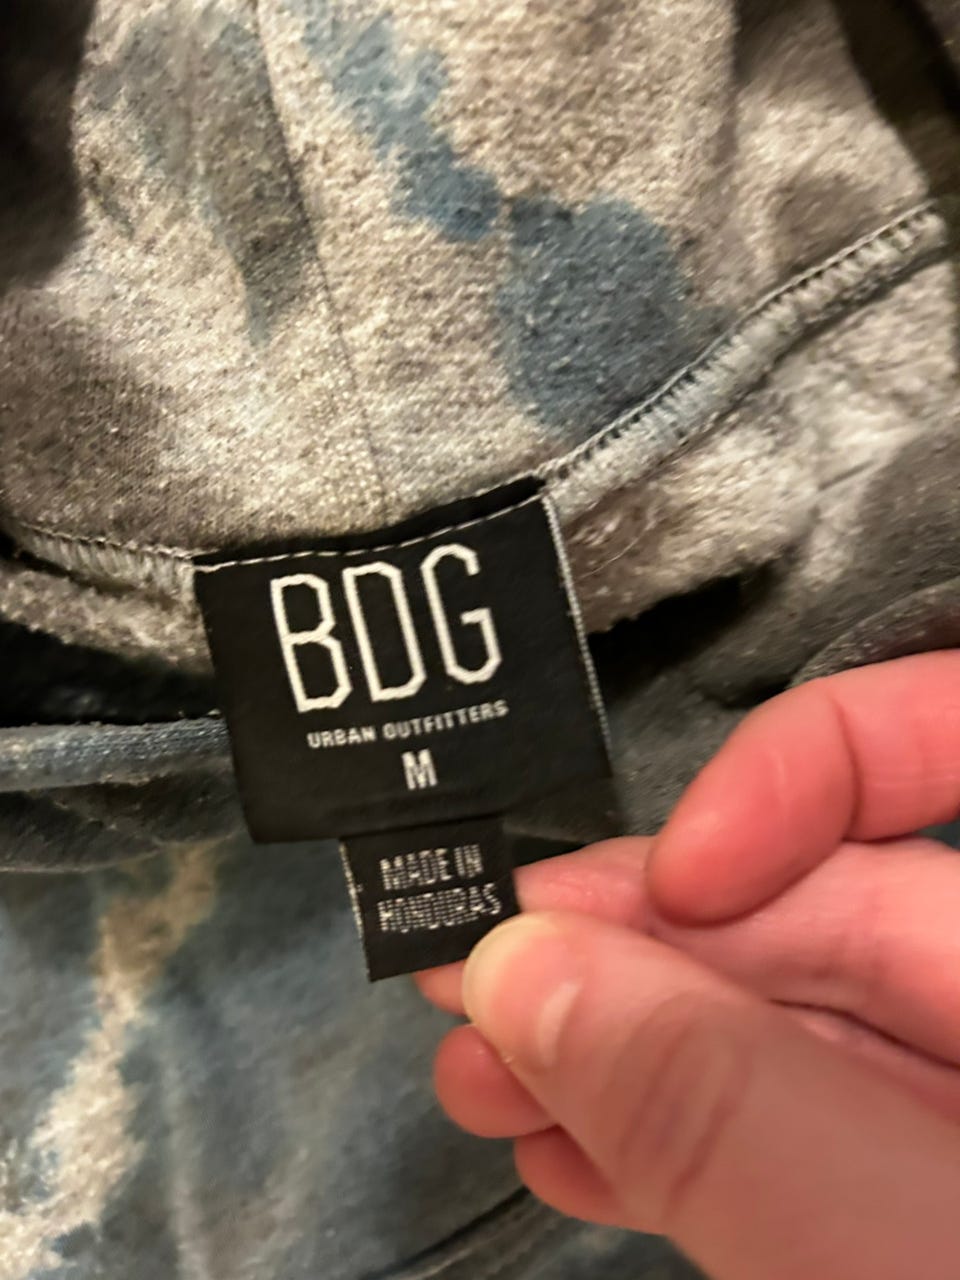 BDG
URBAN OUTFITTERS
M
MADE IN
HONDURAS